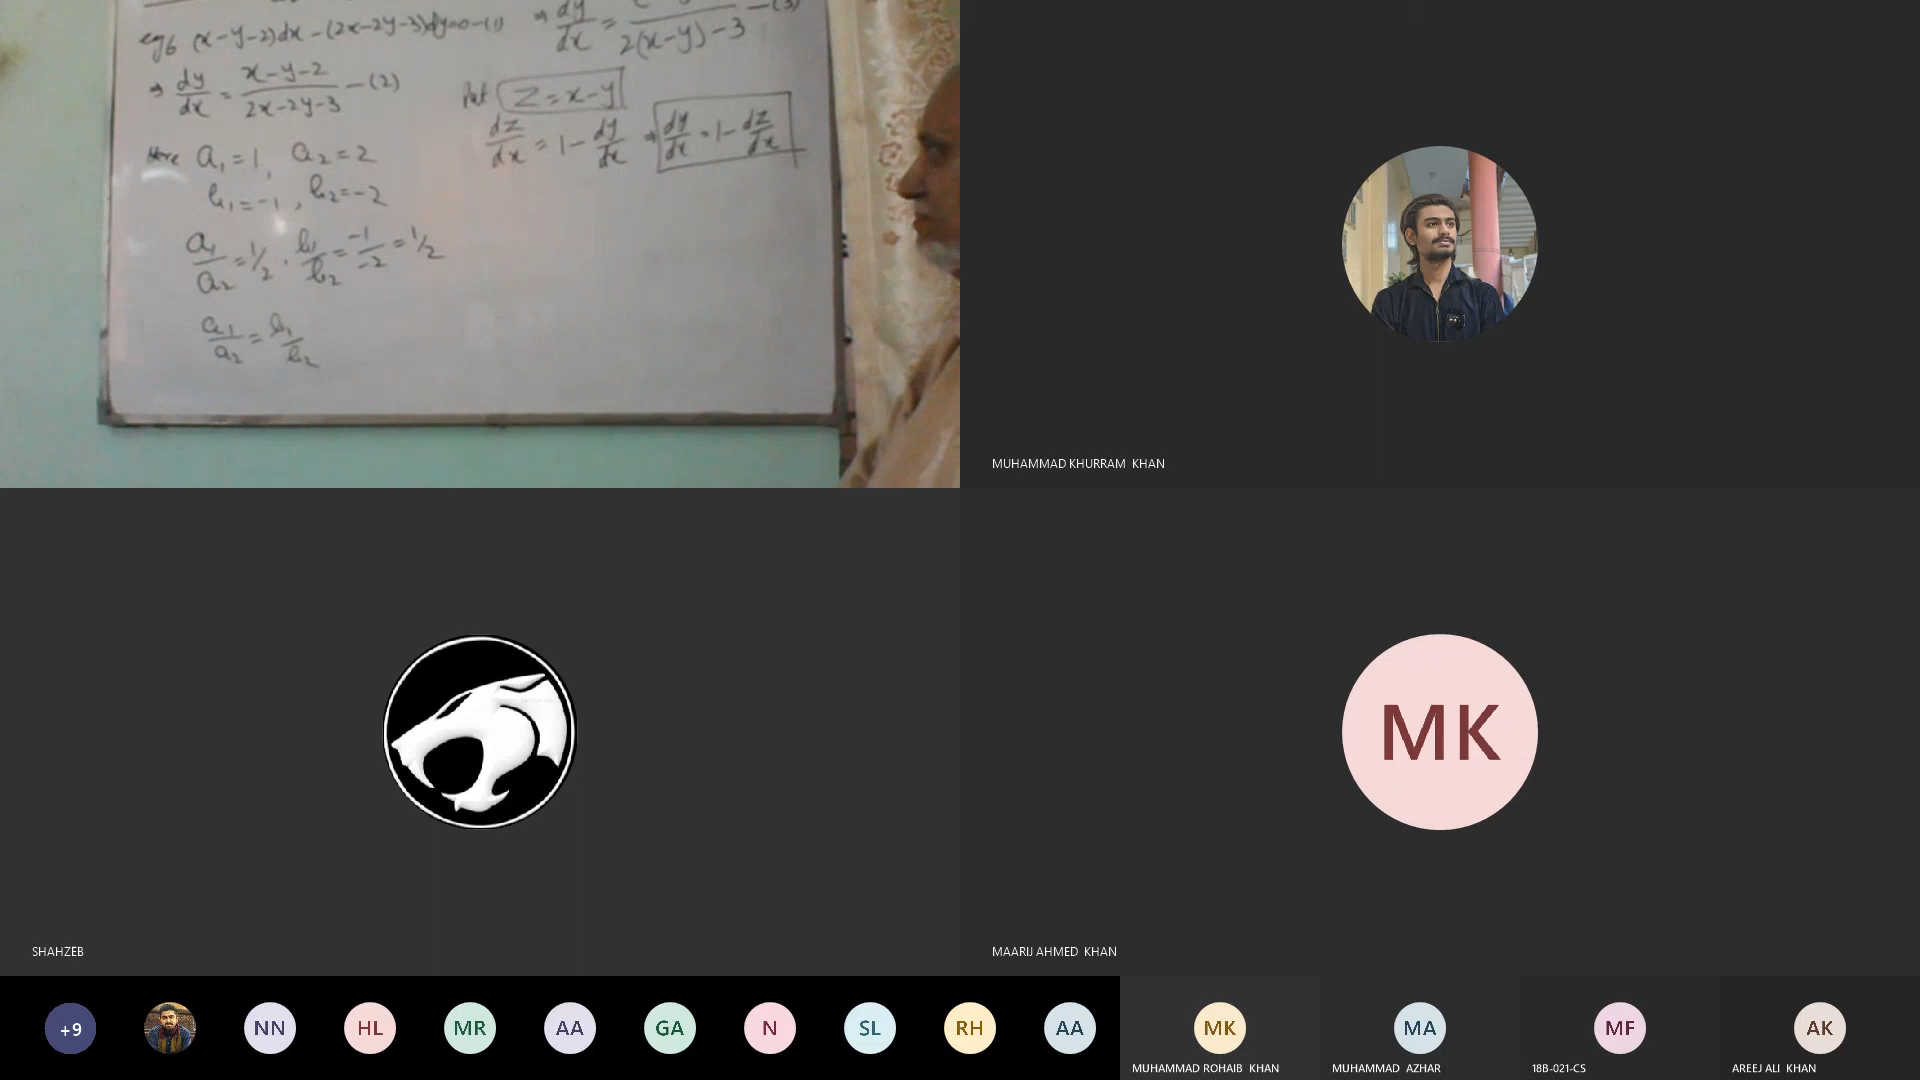 eg6 (x-y-2)dx-(2x-2y-3)dy=0-(1)
⇒ dy/dx = x-y-2/2x-2y-3 -(2)
Here a₁=1, a₂=2
b₁=-1, b₂=-2
a₁/a₂ = 1/2, b₁/b₂ = -1/-2 = 1/2
a₁/a₂ = b₁/b₂
⇒ dy/dx = /2(x-y)-3 -(3)
Put z=x-y
dz/dx = 1-dy/dx ⇒ dy/dx = 1-dz/dx
MUHAMMAD KHURRAM KHAN
SHAHZEB
MK
MAARIJ AHMED KHAN
+9 NN HL MR AA GA N SL RH AA MK MA MF AK
MUHAMMAD ROHAIB KHAN MUHAMMAD AZHAR 18B-021-CS AREEJ ALI KHAN